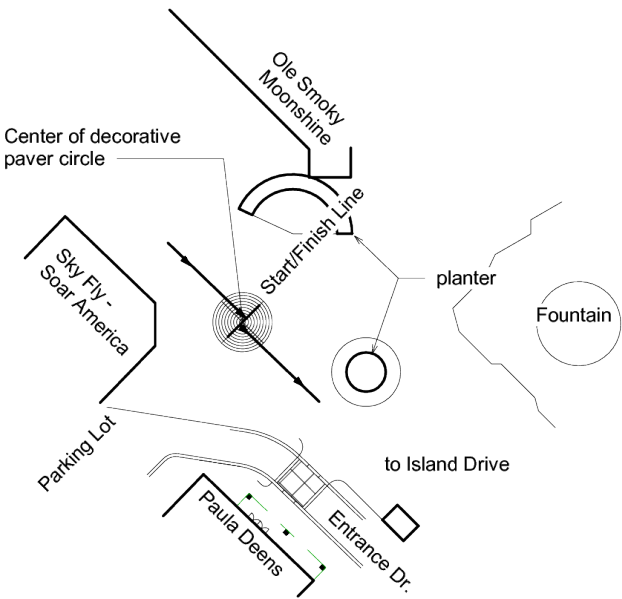 Ole Smoky
Moonshine
Center of decorative
paver circle
Start/Finish Line
Sky Fly -
Soar America
planter
Fountain
Parking Lot
to Island Drive
Paula Deens
Entrance Dr.